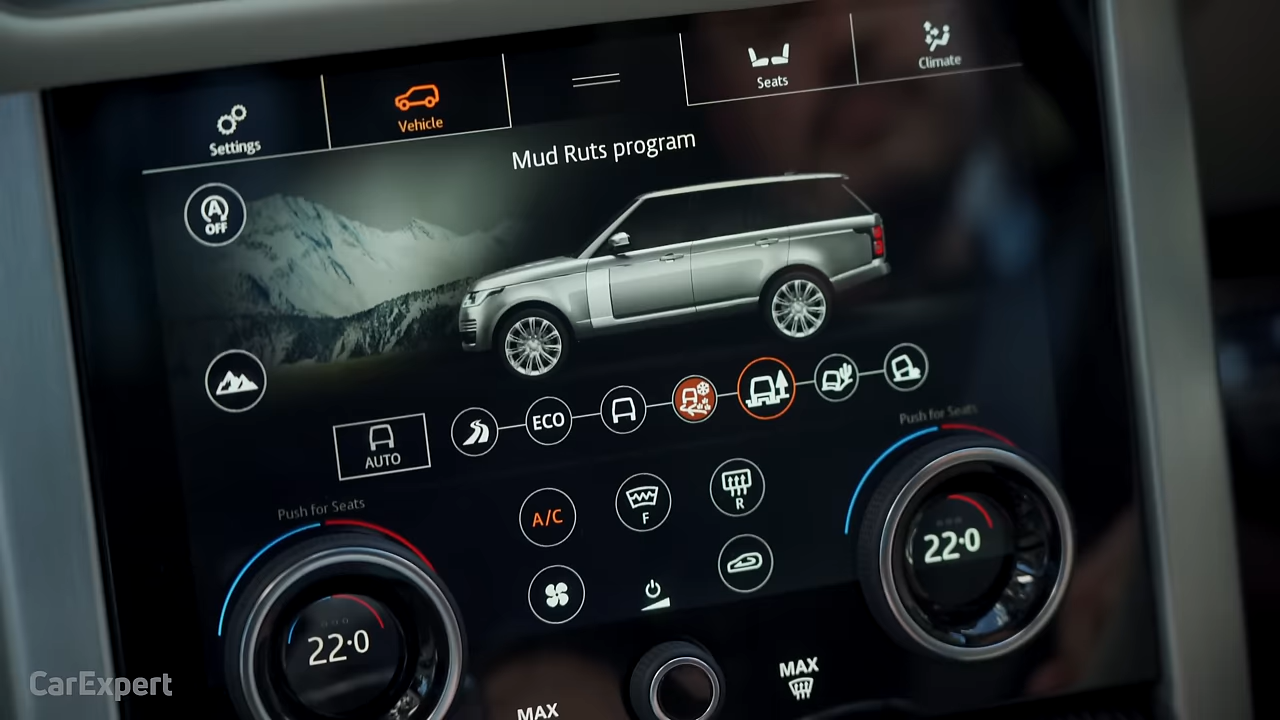 Settings
Vehicle
Seats
Climate
Mud Ruts program
A
OFF
AUTO
ECO
Push for Seats
Push for Seats
A/C
F
R
22·0
22·0
MAX
MAX
CarExpert